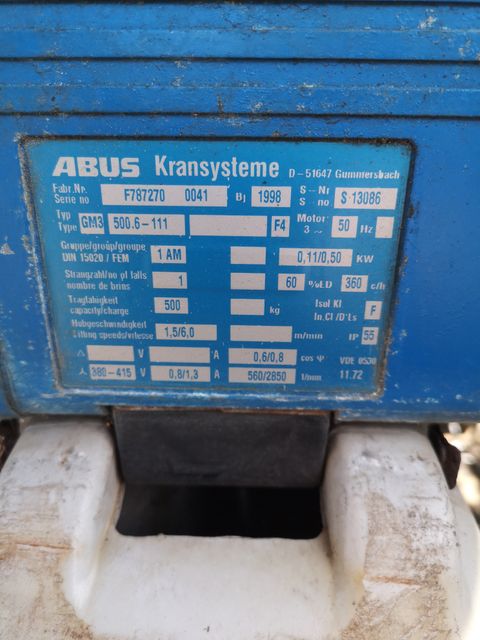 ABUS Kransysteme D-51647 Gummersbach
Fabr.Nr. Serie no F787270 0041 Bj 1998 S-Nr S-no S 13086
Typ Type GM3 500.6-111 F4 Motor 3~ 50 Hz
Gruppe/group/groupe DIN 15020/FEM 1 AM 0,11/0,50 KW
Strangzahl/no pf falls nombre de brins 1 60 %ED 360 c/h
Tragfähigkeit capacity/charge 500 kg Isol Kl In.Cl/D'Is F
Hubgeschwindigkeit lifting speeds/vitesse 1,5/6,0 m/min IP 55
△ V A 0,6/0,8 cos φ VDE 0530
380-415 V 0,8/1,3 A 560/2850 1/min 11.72